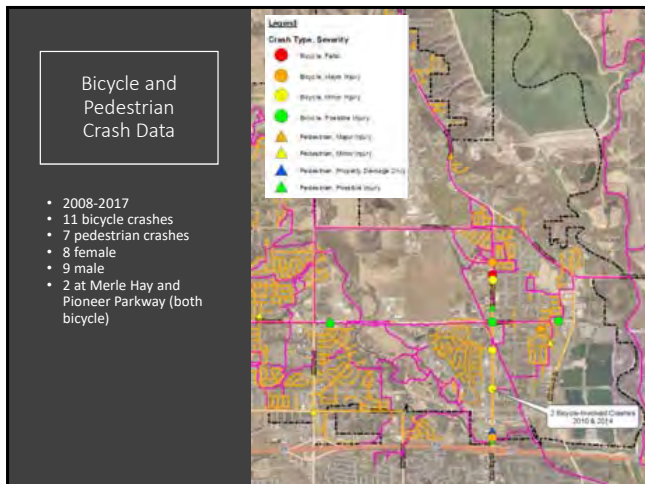 Bicycle and
Pedestrian
Crash Data
• 2008-2017
• 11 bicycle crashes
• 7 pedestrian crashes
• 8 female
• 9 male
• 2 at Merle Hay and
Pioneer Parkway (both
bicycle)
Legend
Crash Type, Severity
Bicycle, Fatal
Bicycle, Major Injury
Bicycle, Minor Injury
Bicycle, Possible Injury
Pedestrian, Major Injury
Pedestrian, Minor Injury
Pedestrian, Property Damage Only
Pedestrian, Possible Injury
2 Bicycle-Involved Crashes
2010 & 2014